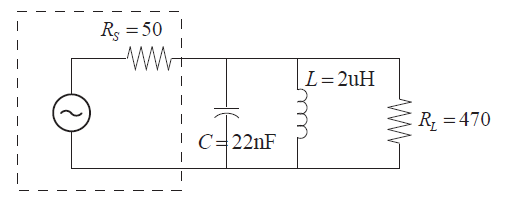 R_S = 50
L = 2uH
R_L = 470
C = 22nF